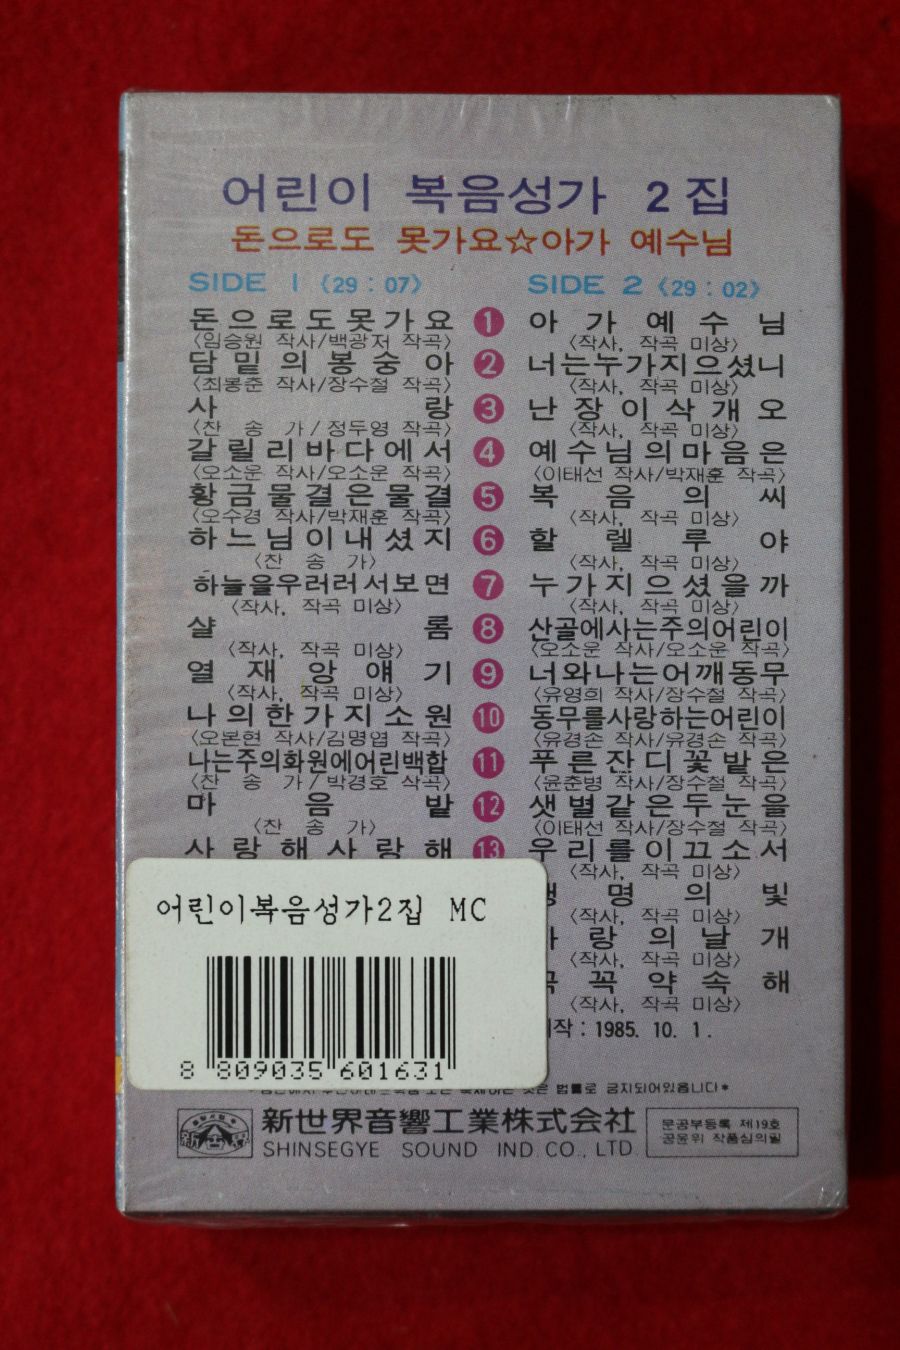 어린이 복음성가 2집
돈으로도 못가요☆아가 예수님
SIDE 1 〈29 : 07〉 SIDE 2 〈29 : 02〉
돈으로도못가요 1 아가예수님
〈임승원 작사/백광저 작곡〉 〈작사, 작곡 미상〉
담밑의봉숭아 2 너는누가지으셨니
〈최봉춘 작사/장수철 작곡〉 〈작사, 작곡 미상〉
사랑 3 난장이삭개오
〈찬송가/정두영 작곡〉 〈작사, 작곡 미상〉
갈릴리바다에서 4 예수님의마음은
〈오소운 작사/오소운 작곡〉 〈이태선 작사/박재훈 작곡〉
황금물결은물결 5 복음의씨
〈오수경 작사/박재훈 작곡〉 〈작사, 작곡 미상〉
하느님이내셨지 6 할렐루야
〈찬송가〉 〈작사, 작곡 미상〉
하늘을우러러서보면 7 누가지으셨을까
〈작사, 작곡 미상〉 〈작사, 작곡 미상〉
샬롬 8 산골에사는주의어린이
〈작사, 작곡 미상〉 〈오소운 작사/오소운 작곡〉
열재앙얘기 9 너와나는어깨동무
〈작사, 작곡 미상〉 〈유영희 작사/장수철 작곡〉
나의한가지소원 10 동무를사랑하는어린이
〈오본현 작사/김명엽 작곡〉 〈유경손 작사/유경손 작곡〉
나는주의화원에어린백합 11 푸른잔디꽃밭은
〈찬송가/박경호 작곡〉 〈윤춘병 작사/장수철 작곡〉
마음밭 12 샛별같은두눈을
〈찬송가〉 〈이태선 작사/장수철 작곡〉
사랑해사랑해 13 우리를이끄소서
〈작사, 작곡 미상〉
명의빛
〈작사, 작곡 미상〉
랑의날개
〈작사, 작곡 미상〉
꼭약속해
〈작사, 작곡 미상〉
작 : 1985. 10. 1.
어린이복음성가2집 MC
8 809035 601631
법률로 금지되어있읍니다*
新世界音響工業株式会社
SHINSEGYE SOUND IND. CO., LTD.
문공부등록 제19호
공윤위 작품심의필